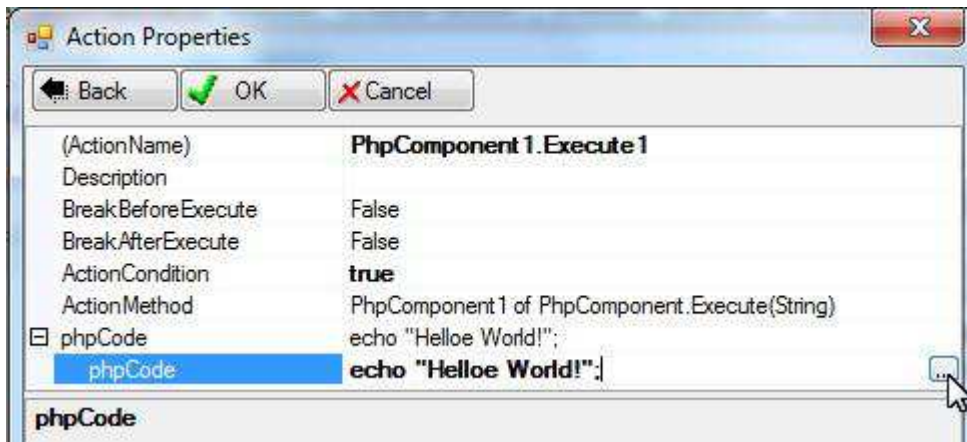 Action Properties
Back OK Cancel
(ActionName) PhpComponent1.Execute1
Description
BreakBeforeExecute False
BreakAfterExecute False
ActionCondition true
ActionMethod PhpComponent1 of PhpComponent.Execute(String)
phpCode echo "Helloe World!";
phpCode echo "Helloe World!"; ...
phpCode